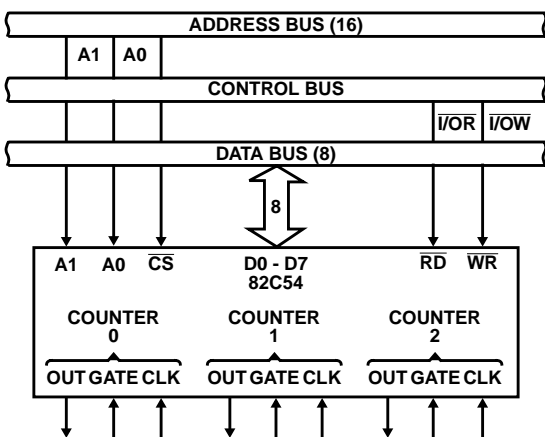 ADDRESS BUS (16)
A1 A0
CONTROL BUS
I/OR I/OW
DATA BUS (8)
8
A1 A0 CS D0 - D7 RD WR
82C54
COUNTER COUNTER COUNTER
0 1 2
OUT GATE CLK OUT GATE CLK OUT GATE CLK